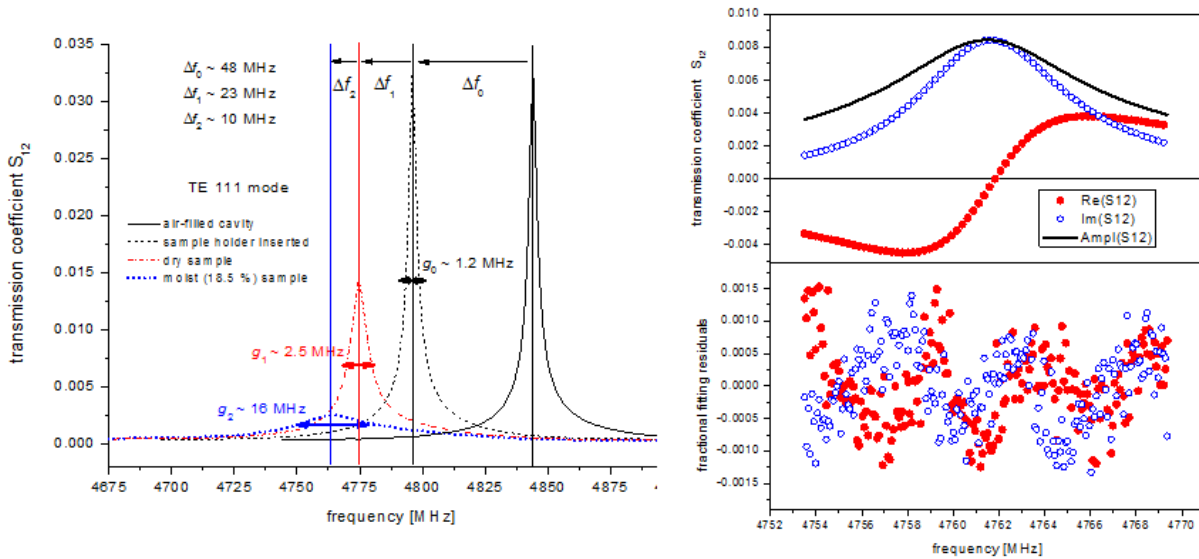 0.035
0.030
0.025
0.020
0.015
0.010
0.005
0.000
transmission coefficient S12
Δf0 ~ 48 MHz
Δf1 ~ 23 MHz
Δf2 ~ 10 MHz
Δf2
Δf1
Δf0
TE 111 mode
air-filled cavity
sample holder inserted
dry sample
moist (18.5 %) sample
g0 ~ 1.2 MHz
g1 ~ 2.5 MHz
g2 ~ 16 MHz
4675 4700 4725 4750 4775 4800 4825 4850 4875
frequency [MHz]
0.010
0.008
0.006
0.004
0.002
0.000
-0.002
-0.004
transmission coefficient S12
Re(S12)
Im(S12)
Ampl(S12)
0.0015
0.0010
0.0005
0.0000
-0.0005
-0.0010
-0.0015
fractional fitting residuals
4752 4754 4756 4758 4760 4762 4764 4766 4768 4770
frequency [MHz]